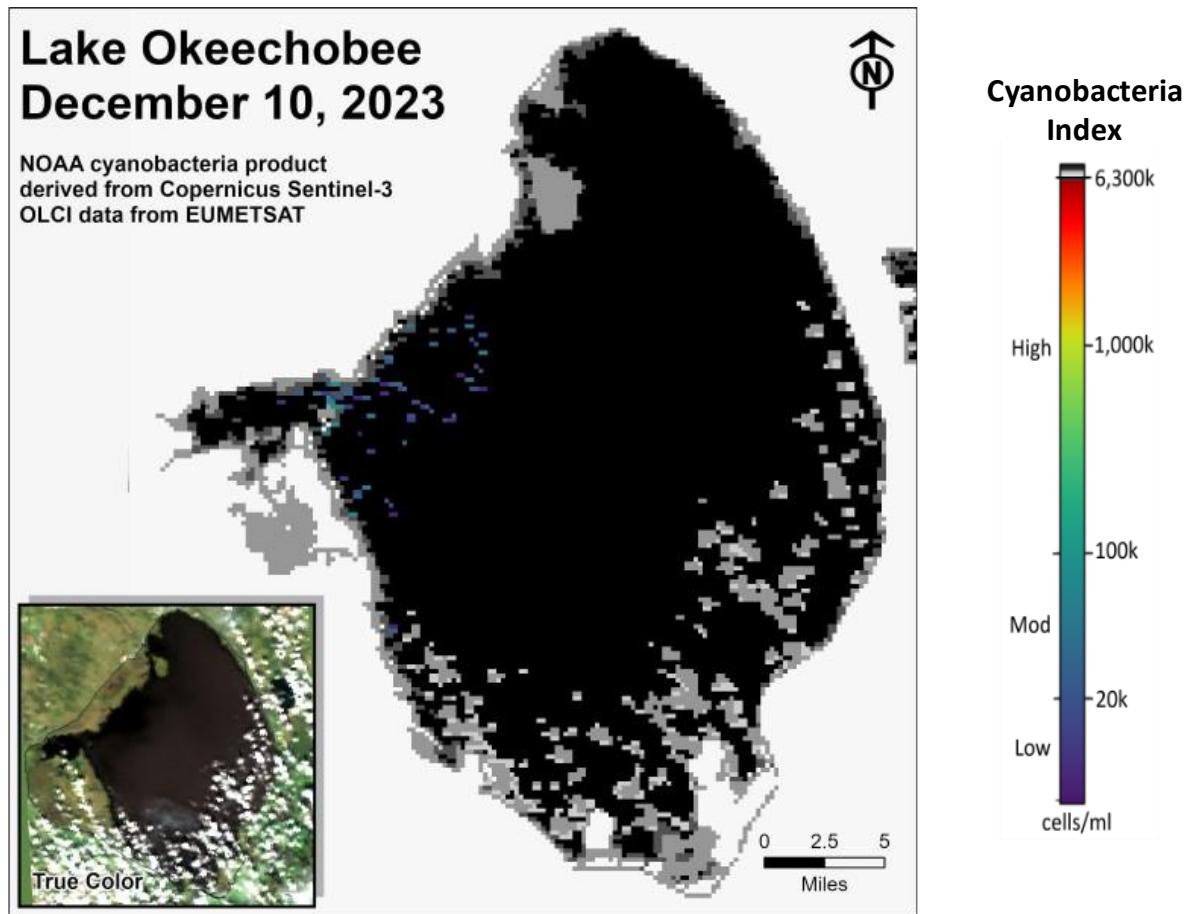 Lake Okeechobee
December 10, 2023
NOAA cyanobacteria product
derived from Copernicus Sentinel-3
OLCI data from EUMETSAT
N
Cyanobacteria
Index
6,300k
High
1,000k
100k
Mod
20k
Low
cells/ml
True Color
0 2.5 5
Miles